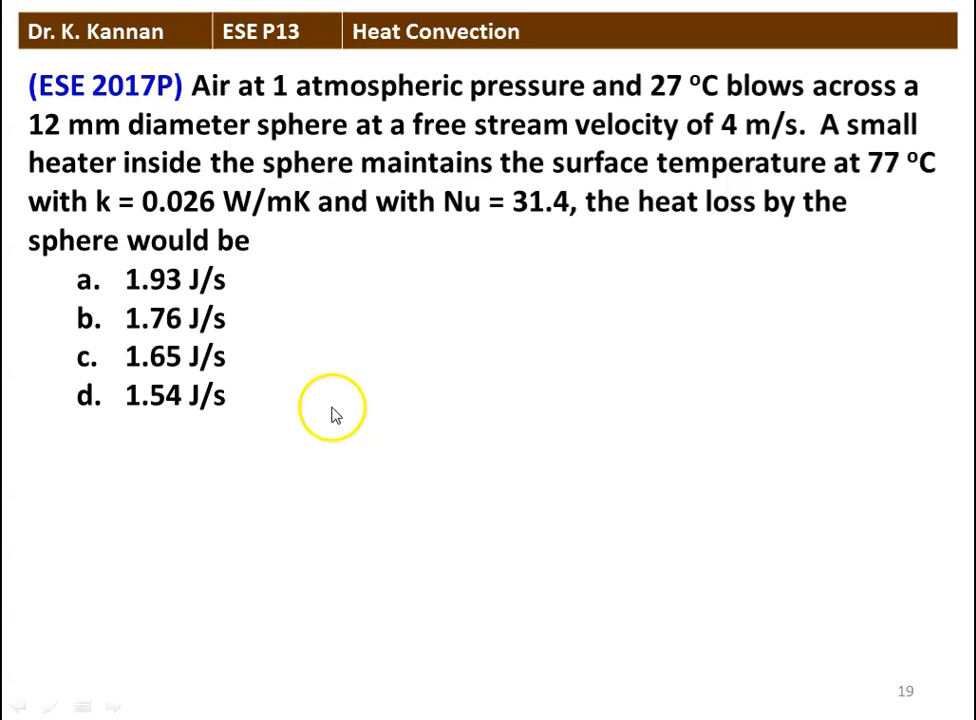 Dr. K. Kannan ESE P13 Heat Convection
(ESE 2017P) Air at 1 atmospheric pressure and 27 ᵒC blows across a
12 mm diameter sphere at a free stream velocity of 4 m/s. A small
heater inside the sphere maintains the surface temperature at 77 ᵒC
with k = 0.026 W/mK and with Nu = 31.4, the heat loss by the
sphere would be
a. 1.93 J/s
b. 1.76 J/s
c. 1.65 J/s
d. 1.54 J/s
19